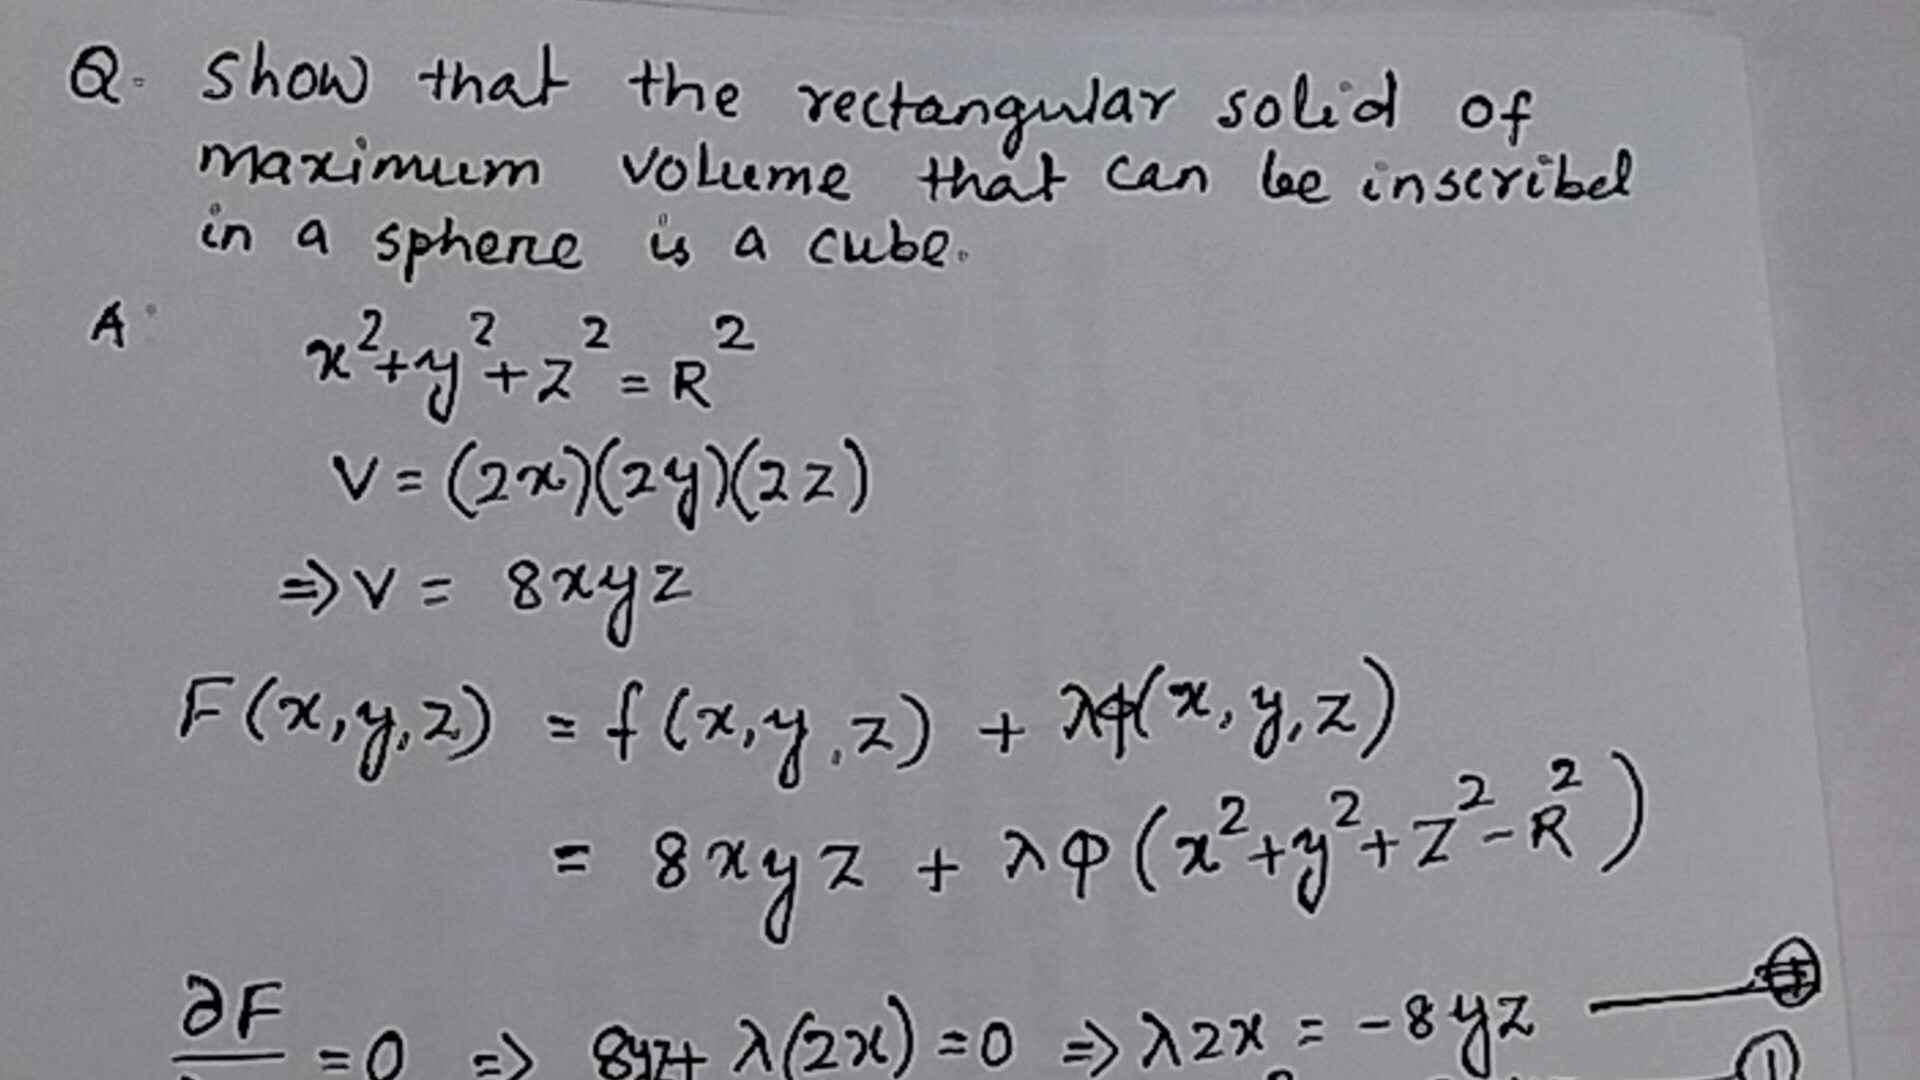 Q. Show that the rectangular solid of
maximum volume that can be inscribed
in a sphere is a cube.
A. x²+y²+z² = R²
V = (2x)(2y)(2z)
⇒ V = 8xyz
F(x,y,z) = f(x,y,z) + λφ(x,y,z)
= 8xyz + λφ(x²+y²+z²-R²)
∂F = 0 ⇒ 8yz + λ(2x) = 0 ⇒ λ2x = -8yz
①